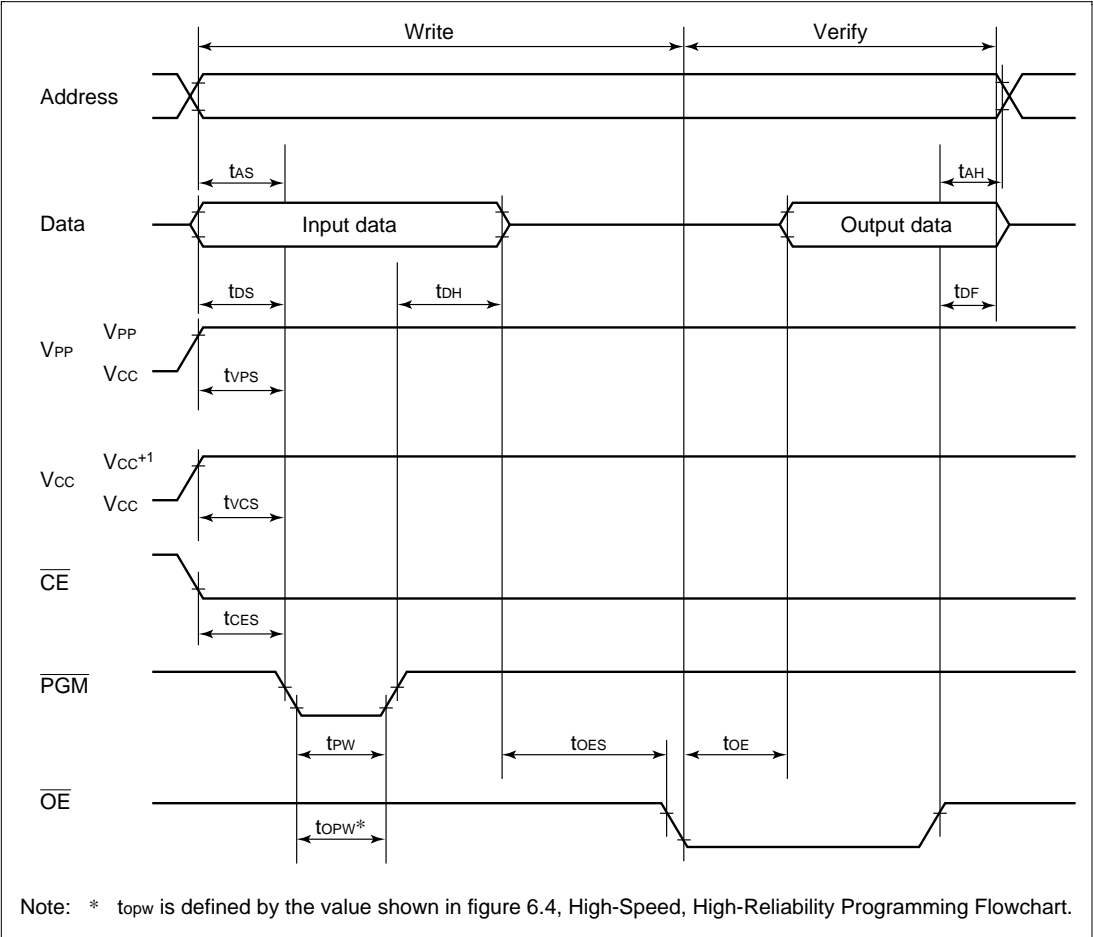 Write Verify
Address
tAS tAH
Data Input data Output data
tDS tDH tDF
VPP VPP
VCC
tVPS
VCC VCC+1
VCC
tVCS
CE
tCES
PGM
tPW tOES tOE
OE
tOPW*
Note: * topw is defined by the value shown in figure 6.4, High-Speed, High-Reliability Programming Flowchart.